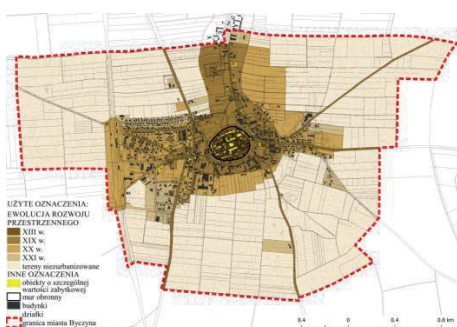 UŻYTE OZNACZENIA:
EWOLUCJA ROZWOJU
PRZESTRZENNEGO
XIII w.
XIX w.
XX w.
XXI w.
tereny niezurbanizowane
INNE OZNACZENIA
obiekty o szczególnej
wartości zabytkowej
mur obronny
budynki
działki
granica miasta Byczyna
0.4 0 0.4 0.8 km